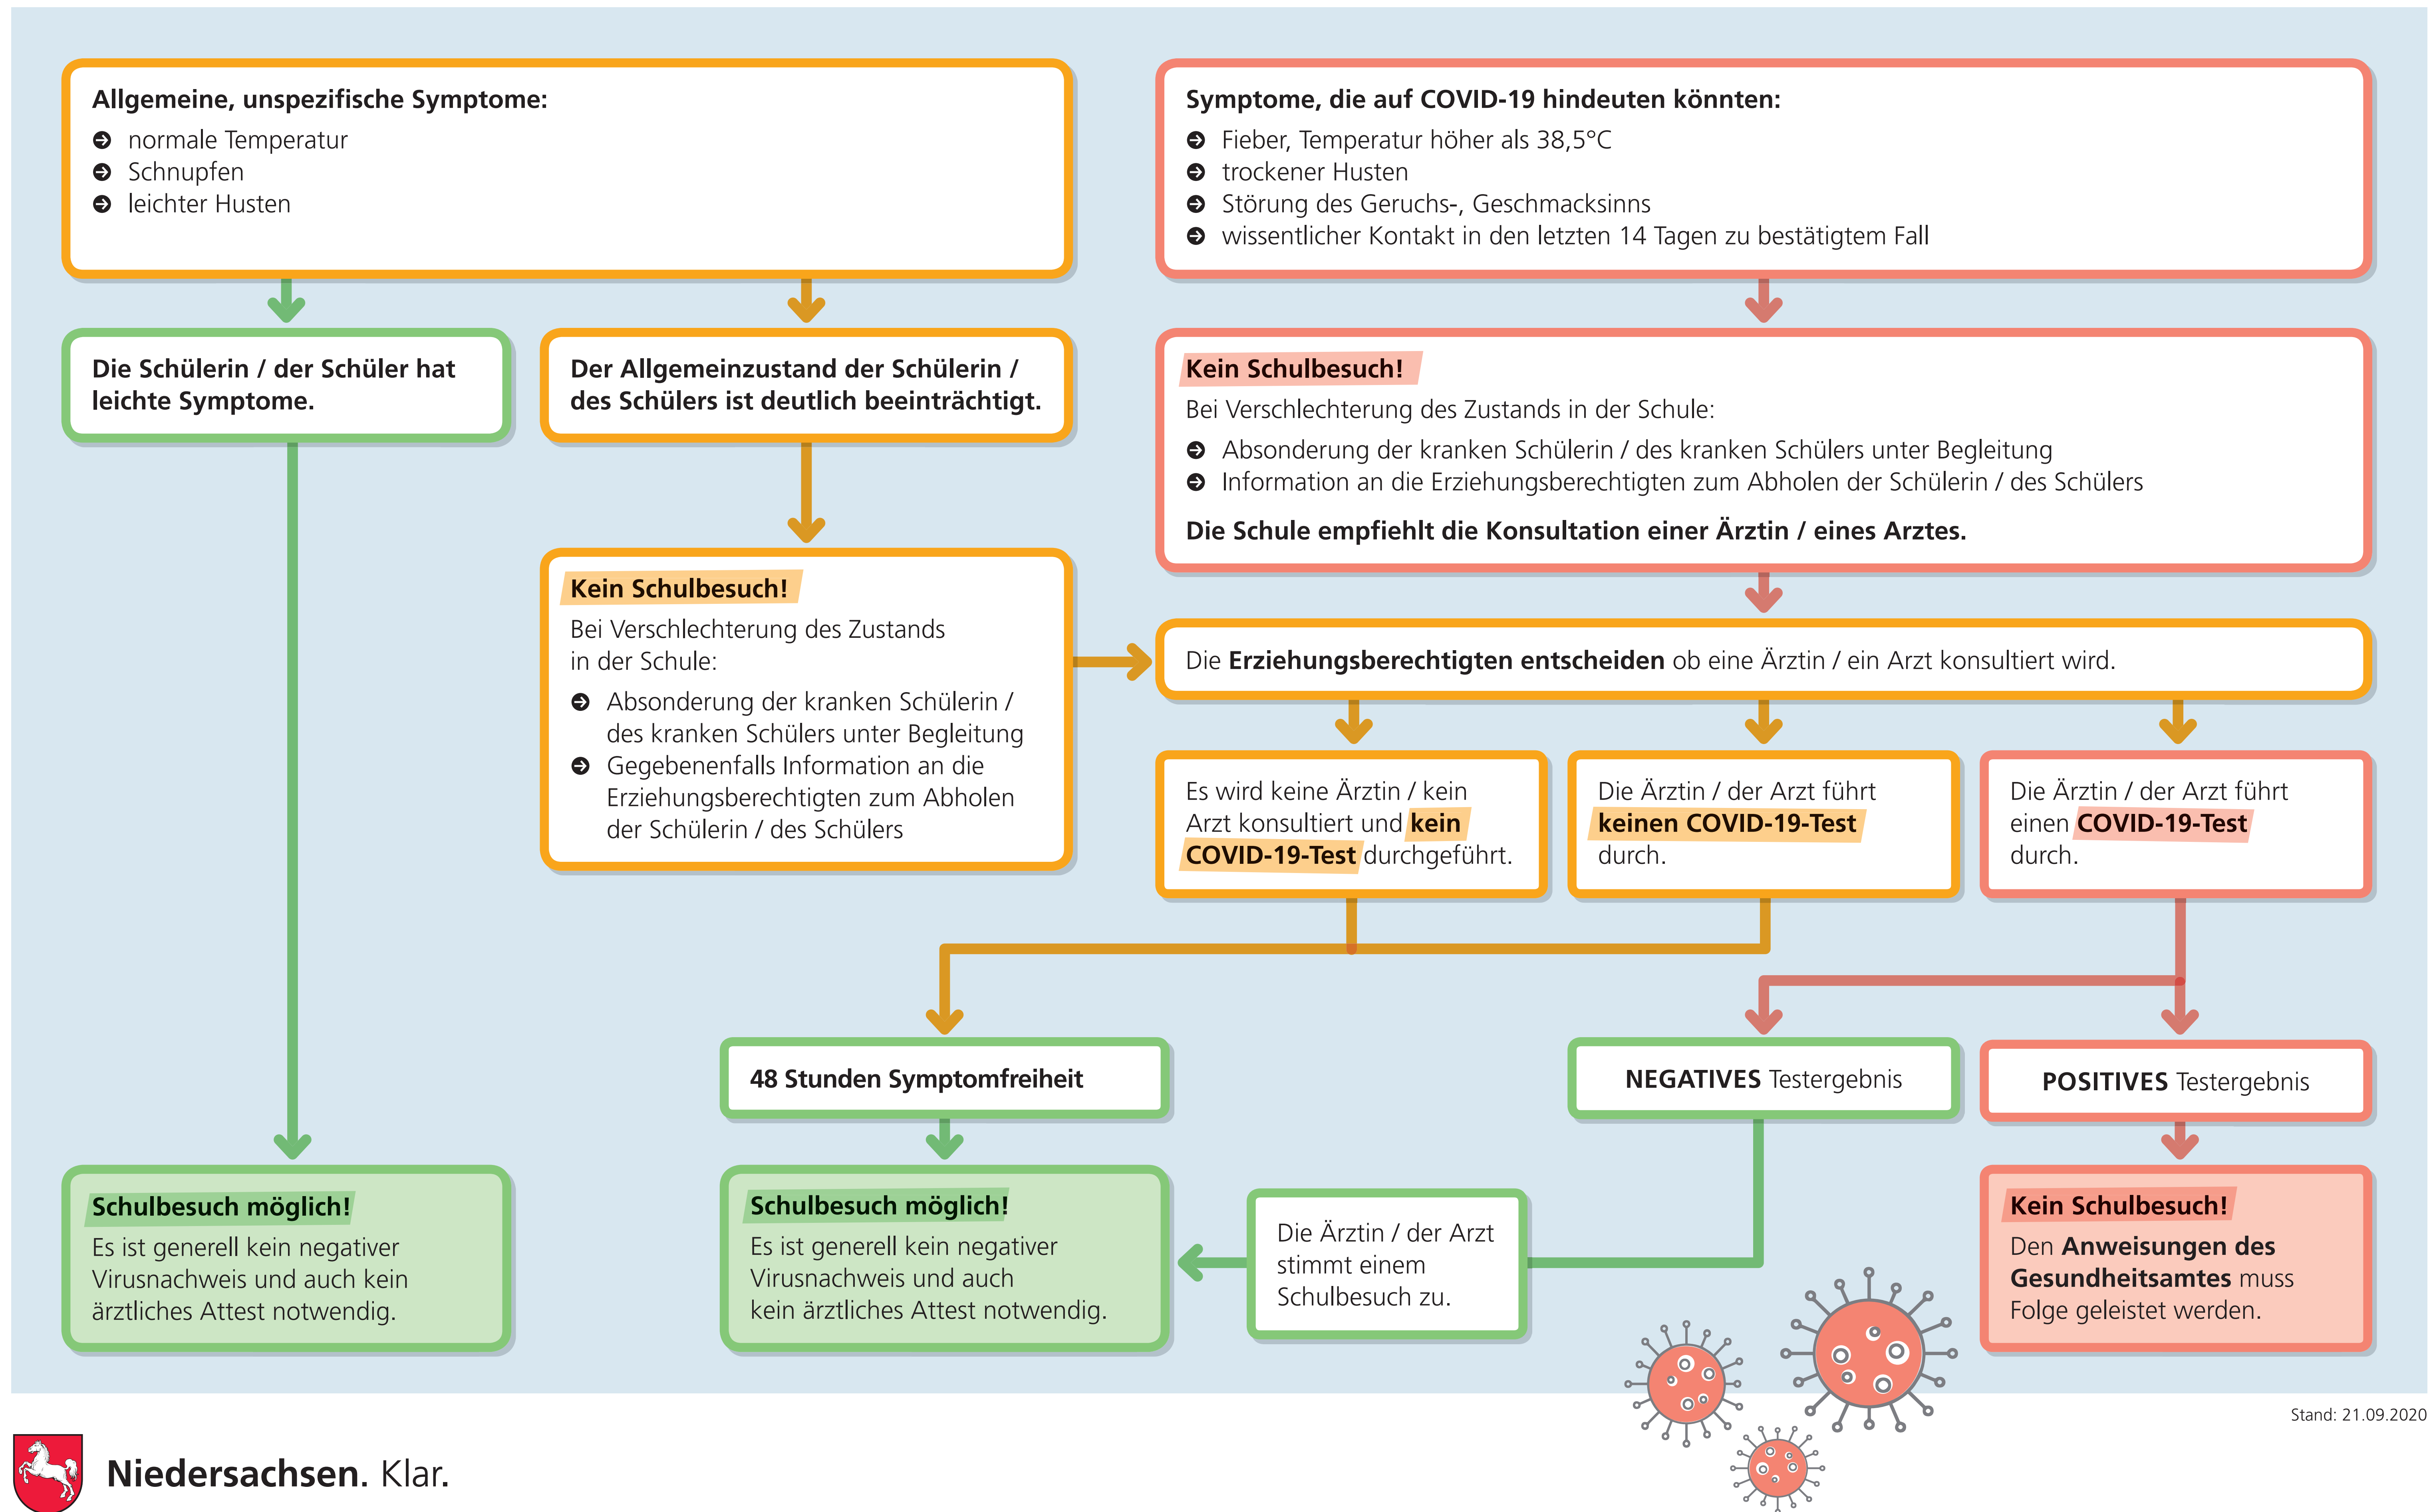 Allgemeine, unspezifische Symptome:
normale Temperatur
Schnupfen
leichter Husten
Symptome, die auf COVID-19 hindeuten könnten:
Fieber, Temperatur höher als 38,5°C
trockener Husten
Störung des Geruchs-, Geschmacksinns
wissentlicher Kontakt in den letzten 14 Tagen zu bestätigtem Fall
Die Schülerin / der Schüler hat
leichte Symptome.
Der Allgemeinzustand der Schülerin /
des Schülers ist deutlich beeinträchtigt.
Kein Schulbesuch!
Bei Verschlechterung des Zustands in der Schule:
Absonderung der kranken Schülerin / des kranken Schülers unter Begleitung
Information an die Erziehungsberechtigten zum Abholen der Schülerin / des Schülers
Die Schule empfiehlt die Konsultation einer Ärztin / eines Arztes.
Kein Schulbesuch!
Bei Verschlechterung des Zustands
in der Schule:
Absonderung der kranken Schülerin /
des kranken Schülers unter Begleitung
Gegebenenfalls Information an die
Erziehungsberechtigten zum Abholen
der Schülerin / des Schülers
Die Erziehungsberechtigten entscheiden ob eine Ärztin / ein Arzt konsultiert wird.
Es wird keine Ärztin / kein
Arzt konsultiert und kein
COVID-19-Test durchgeführt.
Die Ärztin / der Arzt führt
keinen COVID-19-Test
durch.
Die Ärztin / der Arzt führt
einen COVID-19-Test
durch.
48 Stunden Symptomfreiheit
NEGATIVES Testergebnis
POSITIVES Testergebnis
Schulbesuch möglich!
Es ist generell kein negativer
Virusnachweis und auch kein
ärztliches Attest notwendig.
Schulbesuch möglich!
Es ist generell kein negativer
Virusnachweis und auch
kein ärztliches Attest notwendig.
Die Ärztin / der Arzt
stimmt einem
Schulbesuch zu.
Kein Schulbesuch!
Den Anweisungen des
Gesundheitsamtes muss
Folge geleistet werden.
Stand: 21.09.2020
Niedersachsen. Klar.